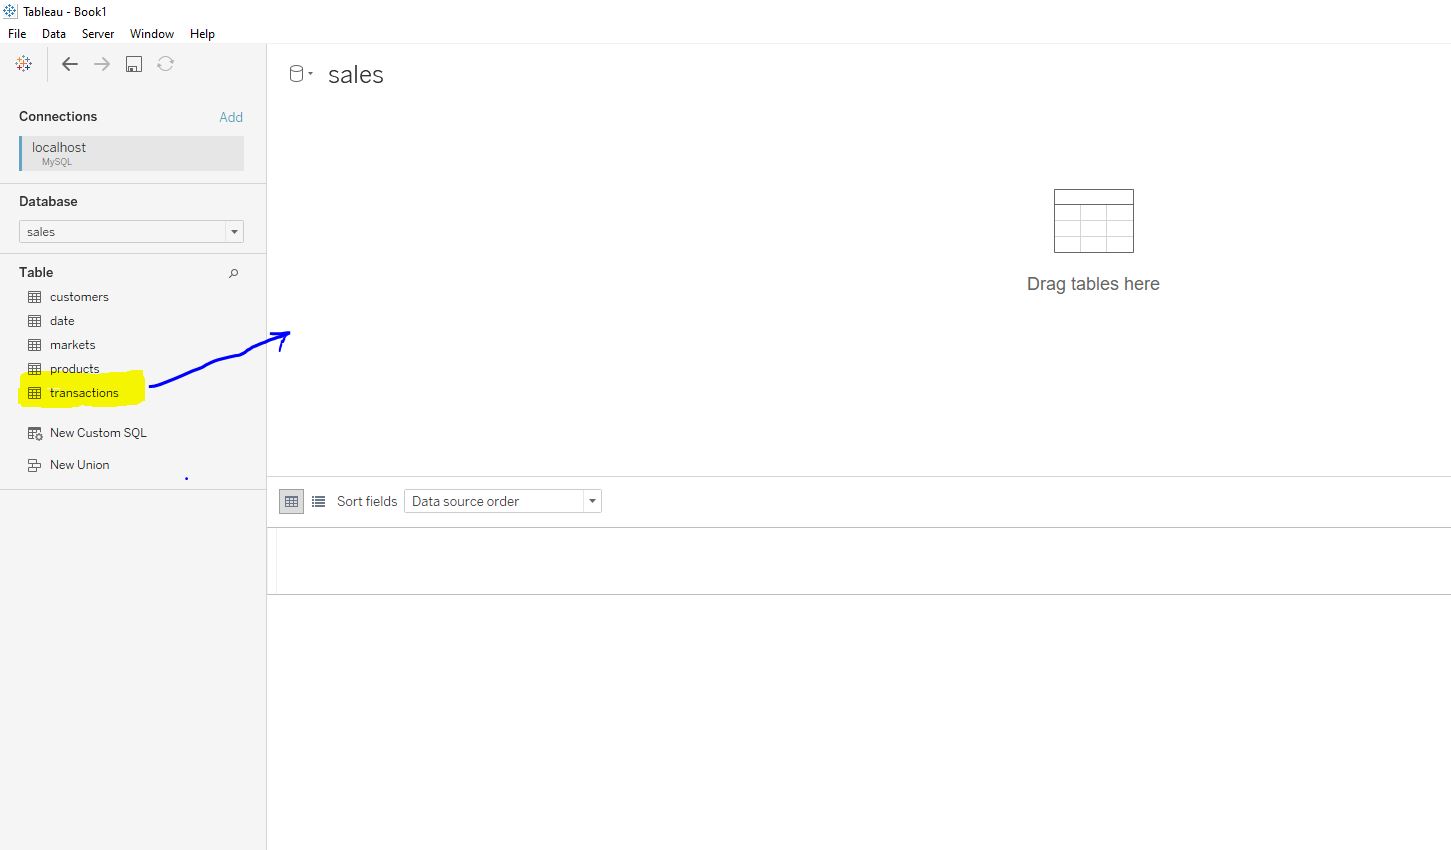 Tableau - Book1
File Data Server Window Help
sales
Connections Add
localhost
MySQL
Database
sales
Table
customers
date
markets
products
transactions
New Custom SQL
New Union
Drag tables here
Sort fields Data source order